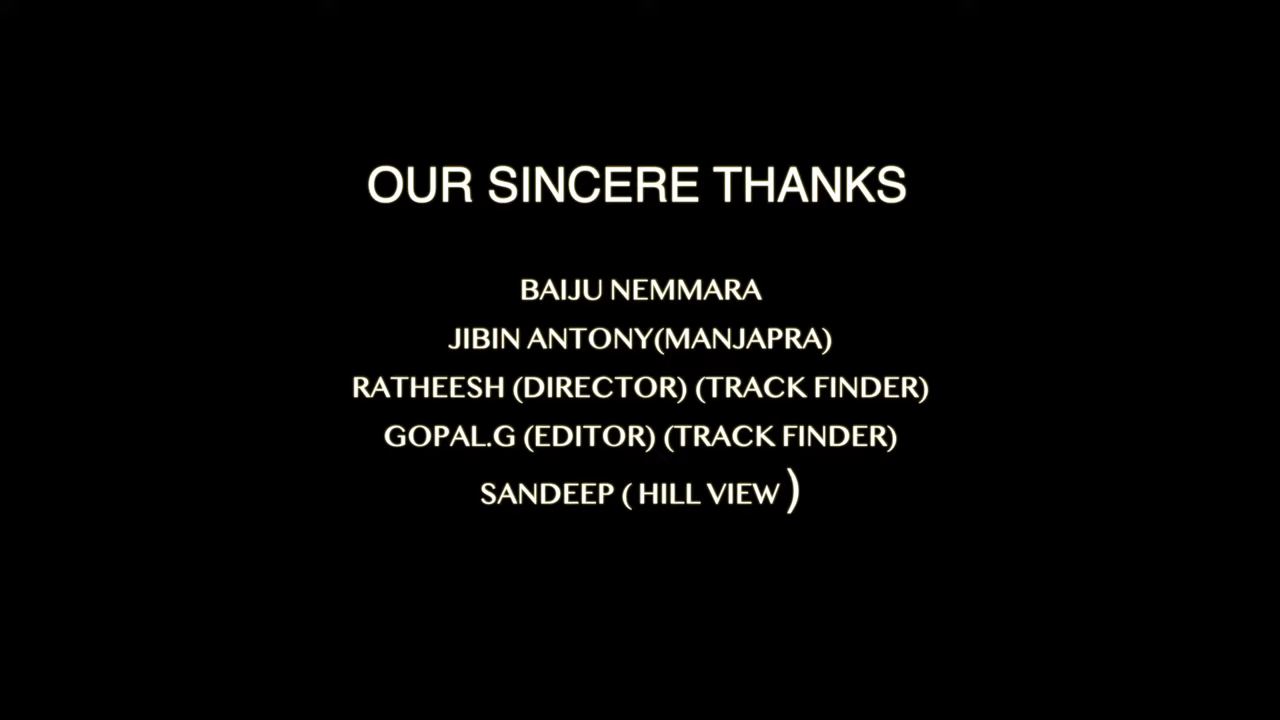 OUR SINCERE THANKS
BAIJU NEMMARA
JIBIN ANTONY(MANJAPRA)
RATHEESH (DIRECTOR) (TRACK FINDER)
GOPAL.G (EDITOR) (TRACK FINDER)
SANDEEP ( HILL VIEW )